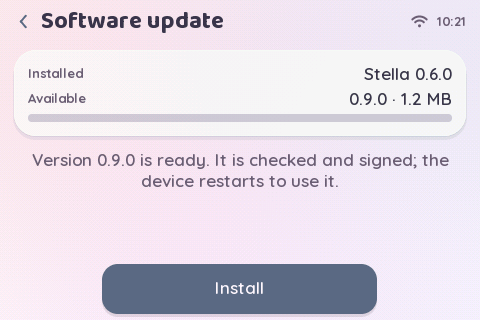 Software update
10:21
Installed
Stella 0.6.0
Available
0.9.0 · 1.2 MB
Version 0.9.0 is ready. It is checked and signed; the
device restarts to use it.
Install